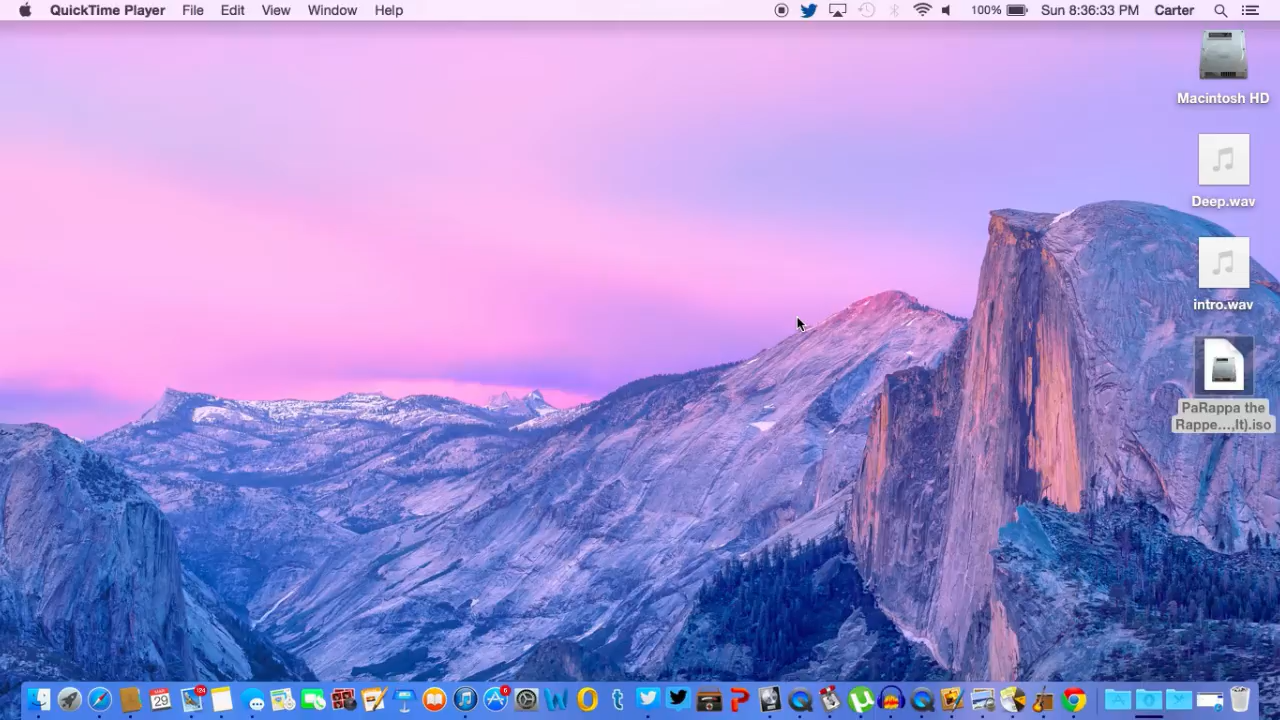 QuickTime Player File Edit View Window Help 100% Sun 8:36:33 PM Carter
Macintosh HD
Deep.wav
intro.wav
PaRappa the
Rappe...,It).iso
29